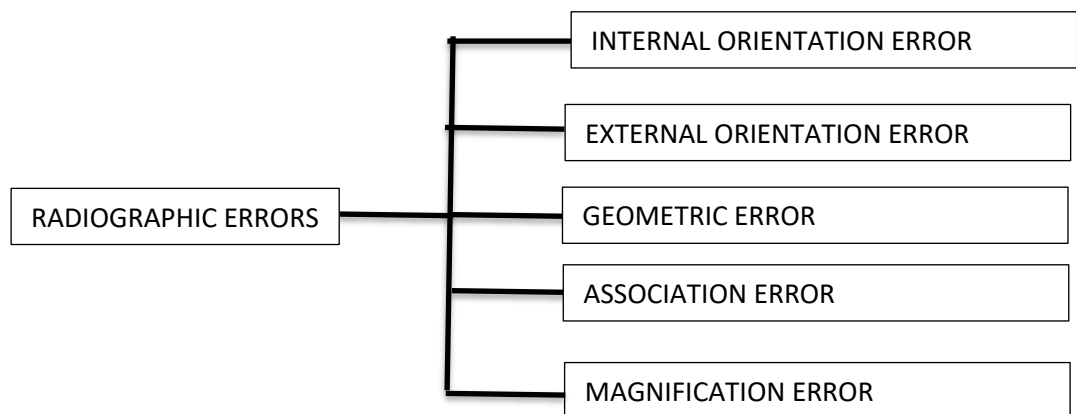 INTERNAL ORIENTATION ERROR
EXTERNAL ORIENTATION ERROR
RADIOGRAPHIC ERRORS
GEOMETRIC ERROR
ASSOCIATION ERROR
MAGNIFICATION ERROR